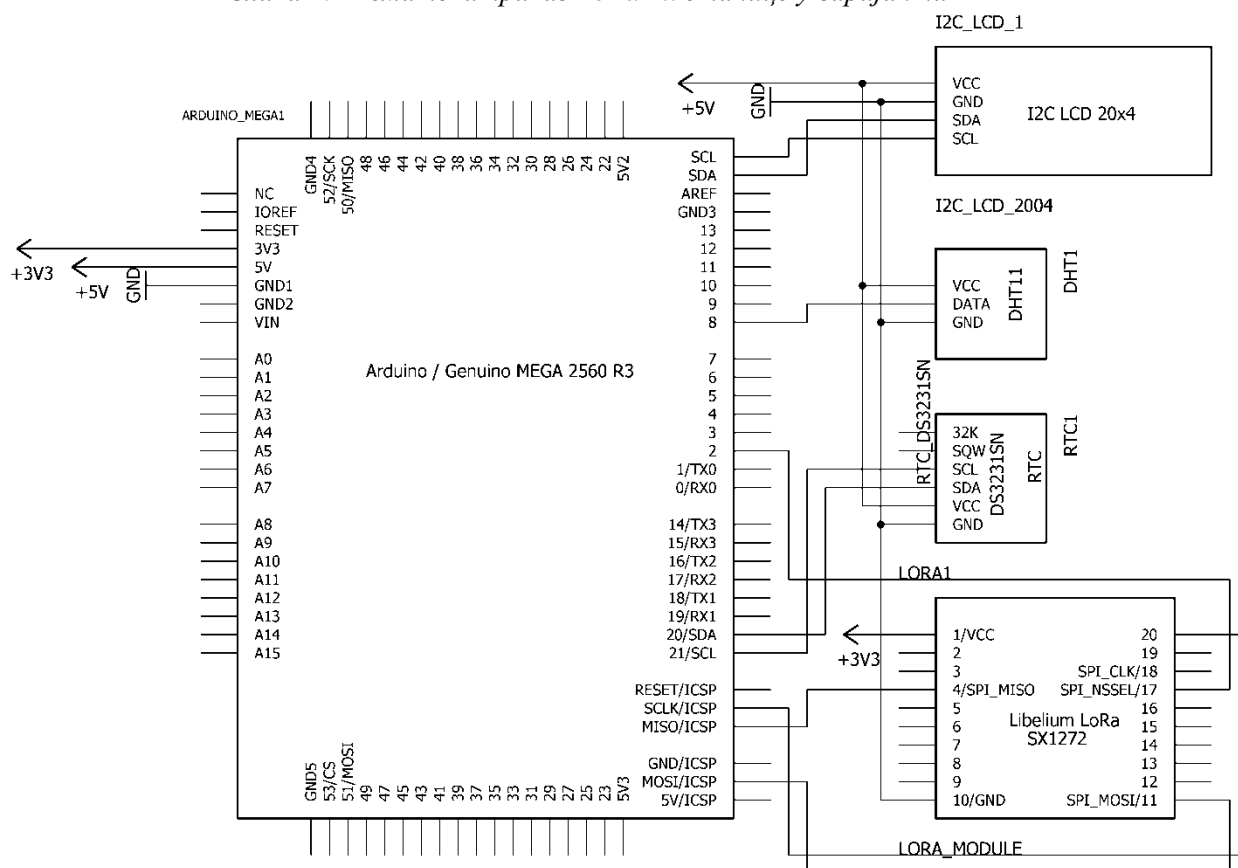 I2C_LCD_1
VCC
GND
SDA
SCL
I2C LCD 20x4
I2C_LCD_2004
+5V
GND
ARDUINO_MEGA1
GND4
52/SCK
50/MISO
48
46
44
42
40
38
36
34
32
30
28
26
24
22
5V2
NC
IOREF
RESET
3V3
5V
GND1
GND2
VIN
+3V3
+5V
GND
A0
A1
A2
A3
A4
A5
A6
A7
A8
A9
A10
A11
A12
A13
A14
A15
Arduino / Genuino MEGA 2560 R3
SCL
SDA
AREF
GND3
13
12
11
10
9
8
7
6
5
4
3
2
1/TX0
0/RX0
14/TX3
15/RX3
16/TX2
17/RX2
18/TX1
19/RX1
20/SDA
21/SCL
RESET/ICSP
SCLK/ICSP
MISO/ICSP
GND/ICSP
MOSI/ICSP
5V/ICSP
GND5
53/CS
51/MOSI
49
47
45
43
41
39
37
35
33
31
29
27
25
23
5V3
VCC
DATA
GND
DHT11
DHT1
RTC_DS3231SN
32K
SQW
SCL
SDA
VCC
GND
DS3231SN
RTC
RTC1
LORA1
+3V3
1/VCC
2
3
4/SPI_MISO
5
6
7
8
9
10/GND
Libelium LoRa
SX1272
20
19
SPI_CLK/18
SPI_NSSEL/17
16
15
14
13
12
SPI_MOSI/11
LORA_MODULE